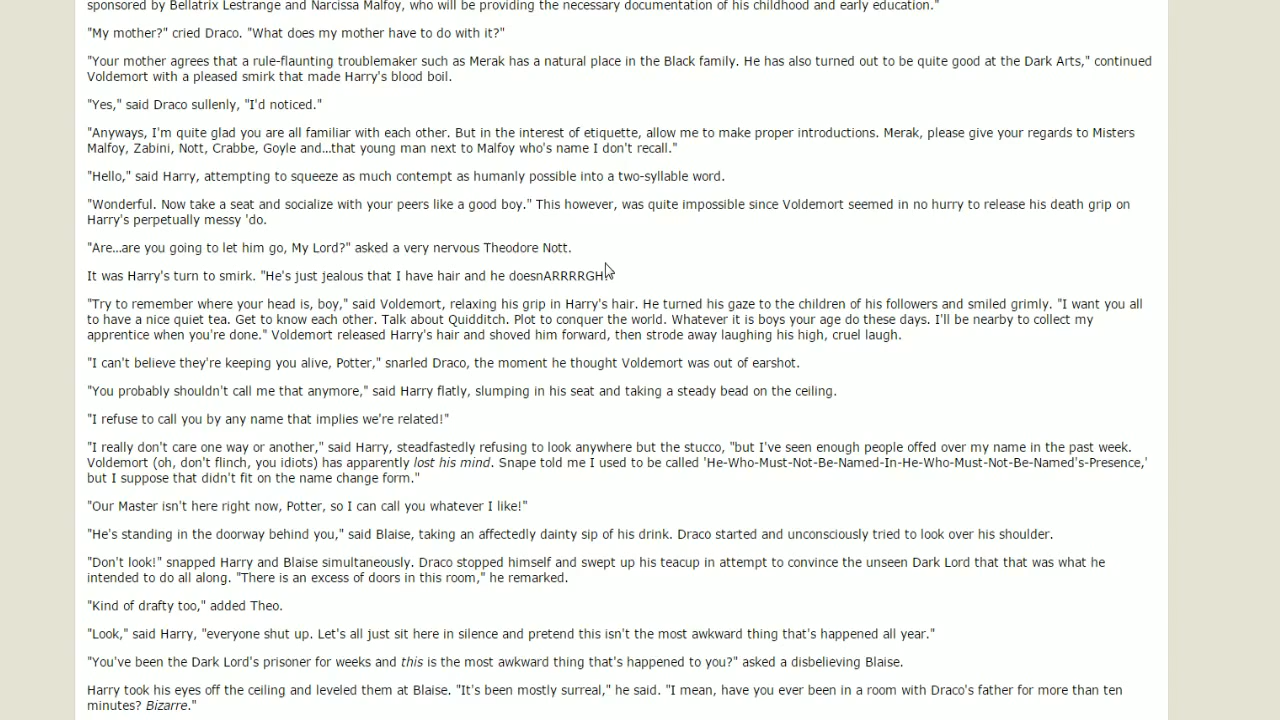 sponsored by Bellatrix Lestrange and Narcissa Malfoy, who will be providing the necessary documentation of his childhood and early education."
"My mother?" cried Draco. "What does my mother have to do with it?"
"Your mother agrees that a rule-flaunting troublemaker such as Merak has a natural place in the Black family. He has also turned out to be quite good at the Dark Arts," continued
Voldemort with a pleased smirk that made Harry's blood boil.
"Yes," said Draco sullenly, "I'd noticed."
"Anyways, I'm quite glad you are all familiar with each other. But in the interest of etiquette, allow me to make proper introductions. Merak, please give your regards to Misters
Malfoy, Zabini, Nott, Crabbe, Goyle and...that young man next to Malfoy who's name I don't recall."
"Hello," said Harry, attempting to squeeze as much contempt as humanly possible into a two-syllable word.
"Wonderful. Now take a seat and socialize with your peers like a good boy." This however, was quite impossible since Voldemort seemed in no hurry to release his death grip on
Harry's perpetually messy 'do.
"Are...are you going to let him go, My Lord?" asked a very nervous Theodore Nott.
It was Harry's turn to smirk. "He's just jealous that I have hair and he doesnARRRRGH!"
"Try to remember where your head is, boy," said Voldemort, relaxing his grip in Harry's hair. He turned his gaze to the children of his followers and smiled grimly. "I want you all
to have a nice quiet tea. Get to know each other. Talk about Quidditch. Plot to conquer the world. Whatever it is boys your age do these days. I'll be nearby to collect my
apprentice when you're done." Voldemort released Harry's hair and shoved him forward, then strode away laughing his high, cruel laugh.
"I can't believe they're keeping you alive, Potter," snarled Draco, the moment he thought Voldemort was out of earshot.
"You probably shouldn't call me that anymore," said Harry flatly, slumping in his seat and taking a steady bead on the ceiling.
"I refuse to call you by any name that implies we're related!"
"I really don't care one way or another," said Harry, steadfastedly refusing to look anywhere but the stucco, "but I've seen enough people offed over my name in the past week.
Voldemort (oh, don't flinch, you idiots) has apparently lost his mind. Snape told me I used to be called 'He-Who-Must-Not-Be-Named-In-He-Who-Must-Not-Be-Named's-Presence,'
but I suppose that didn't fit on the name change form."
"Our Master isn't here right now, Potter, so I can call you whatever I like!"
"He's standing in the doorway behind you," said Blaise, taking an affectedly dainty sip of his drink. Draco started and unconsciously tried to look over his shoulder.
"Don't look!" snapped Harry and Blaise simultaneously. Draco stopped himself and swept up his teacup in attempt to convince the unseen Dark Lord that that was what he
intended to do all along. "There is an excess of doors in this room," he remarked.
"Kind of drafty too," added Theo.
"Look," said Harry, "everyone shut up. Let's all just sit here in silence and pretend this isn't the most awkward thing that's happened all year."
"You've been the Dark Lord's prisoner for weeks and this is the most awkward thing that's happened to you?" asked a disbelieving Blaise.
Harry took his eyes off the ceiling and leveled them at Blaise. "It's been mostly surreal," he said. "I mean, have you ever been in a room with Draco's father for more than ten
minutes? Bizarre."